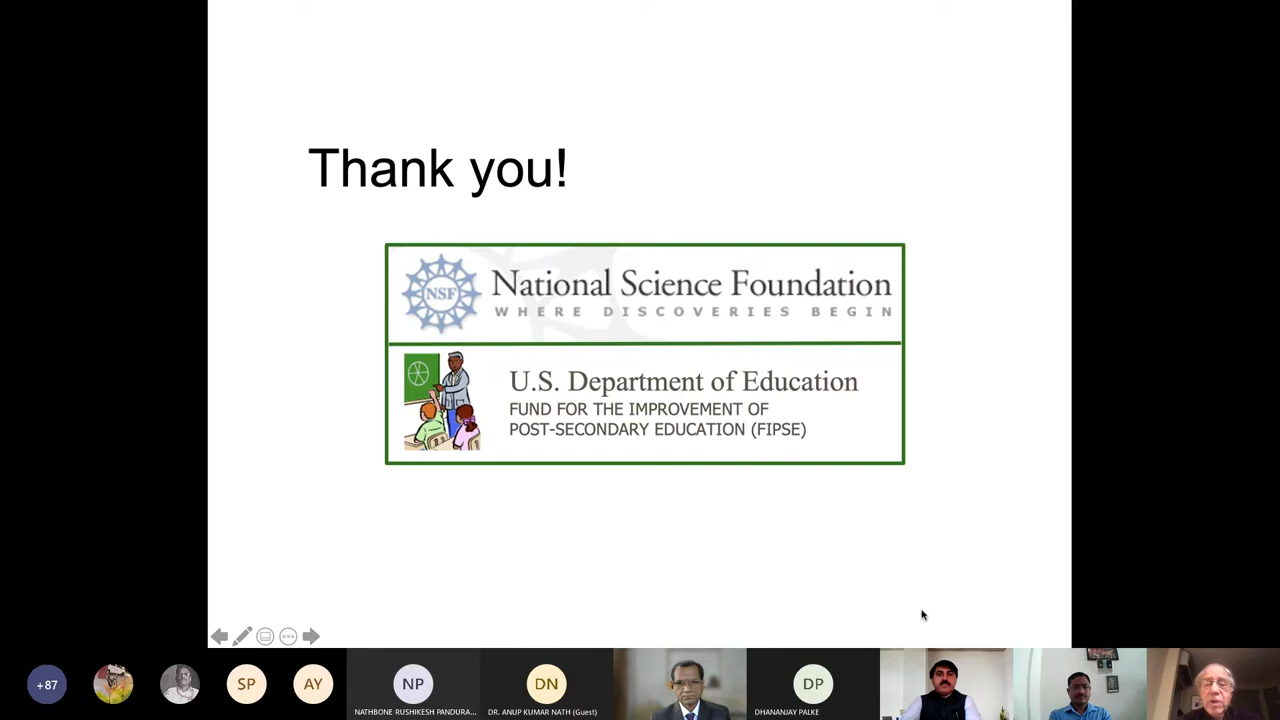 Thank you!
NSF
National Science Foundation
WHERE DISCOVERIES BEGIN
U.S. Department of Education
FUND FOR THE IMPROVEMENT OF
POST-SECONDARY EDUCATION (FIPSE)
+87
SP
AY
NP
NATHBONE RUSHIKESH PANDURA...
DN
DR. ANUP KUMAR NATH (Guest)
DP
DHANANJAY PALKE